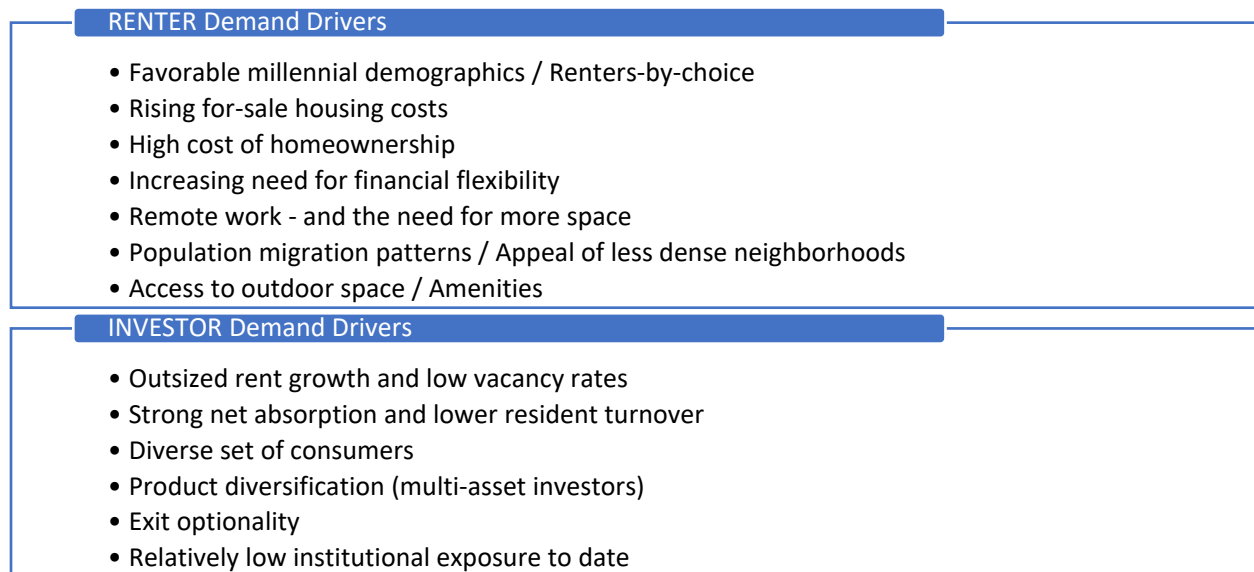 RENTER Demand Drivers
• Favorable millennial demographics / Renters-by-choice
• Rising for-sale housing costs
• High cost of homeownership
• Increasing need for financial flexibility
• Remote work - and the need for more space
• Population migration patterns / Appeal of less dense neighborhoods
• Access to outdoor space / Amenities
INVESTOR Demand Drivers
• Outsized rent growth and low vacancy rates
• Strong net absorption and lower resident turnover
• Diverse set of consumers
• Product diversification (multi-asset investors)
• Exit optionality
• Relatively low institutional exposure to date